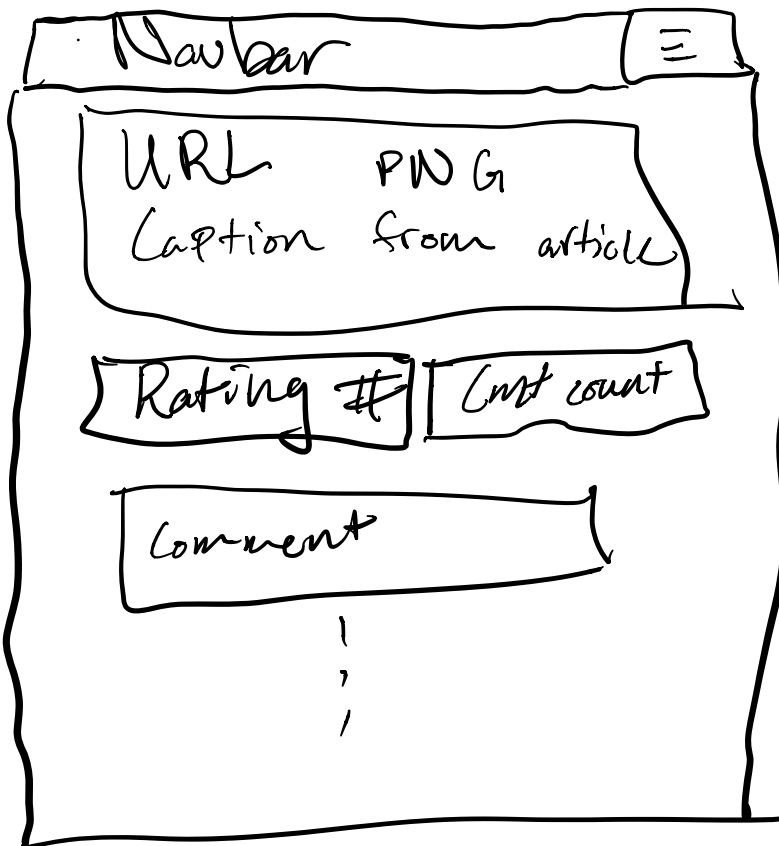 Navbar
URL PNG
Caption from article
Rating # Cmt count
Comment